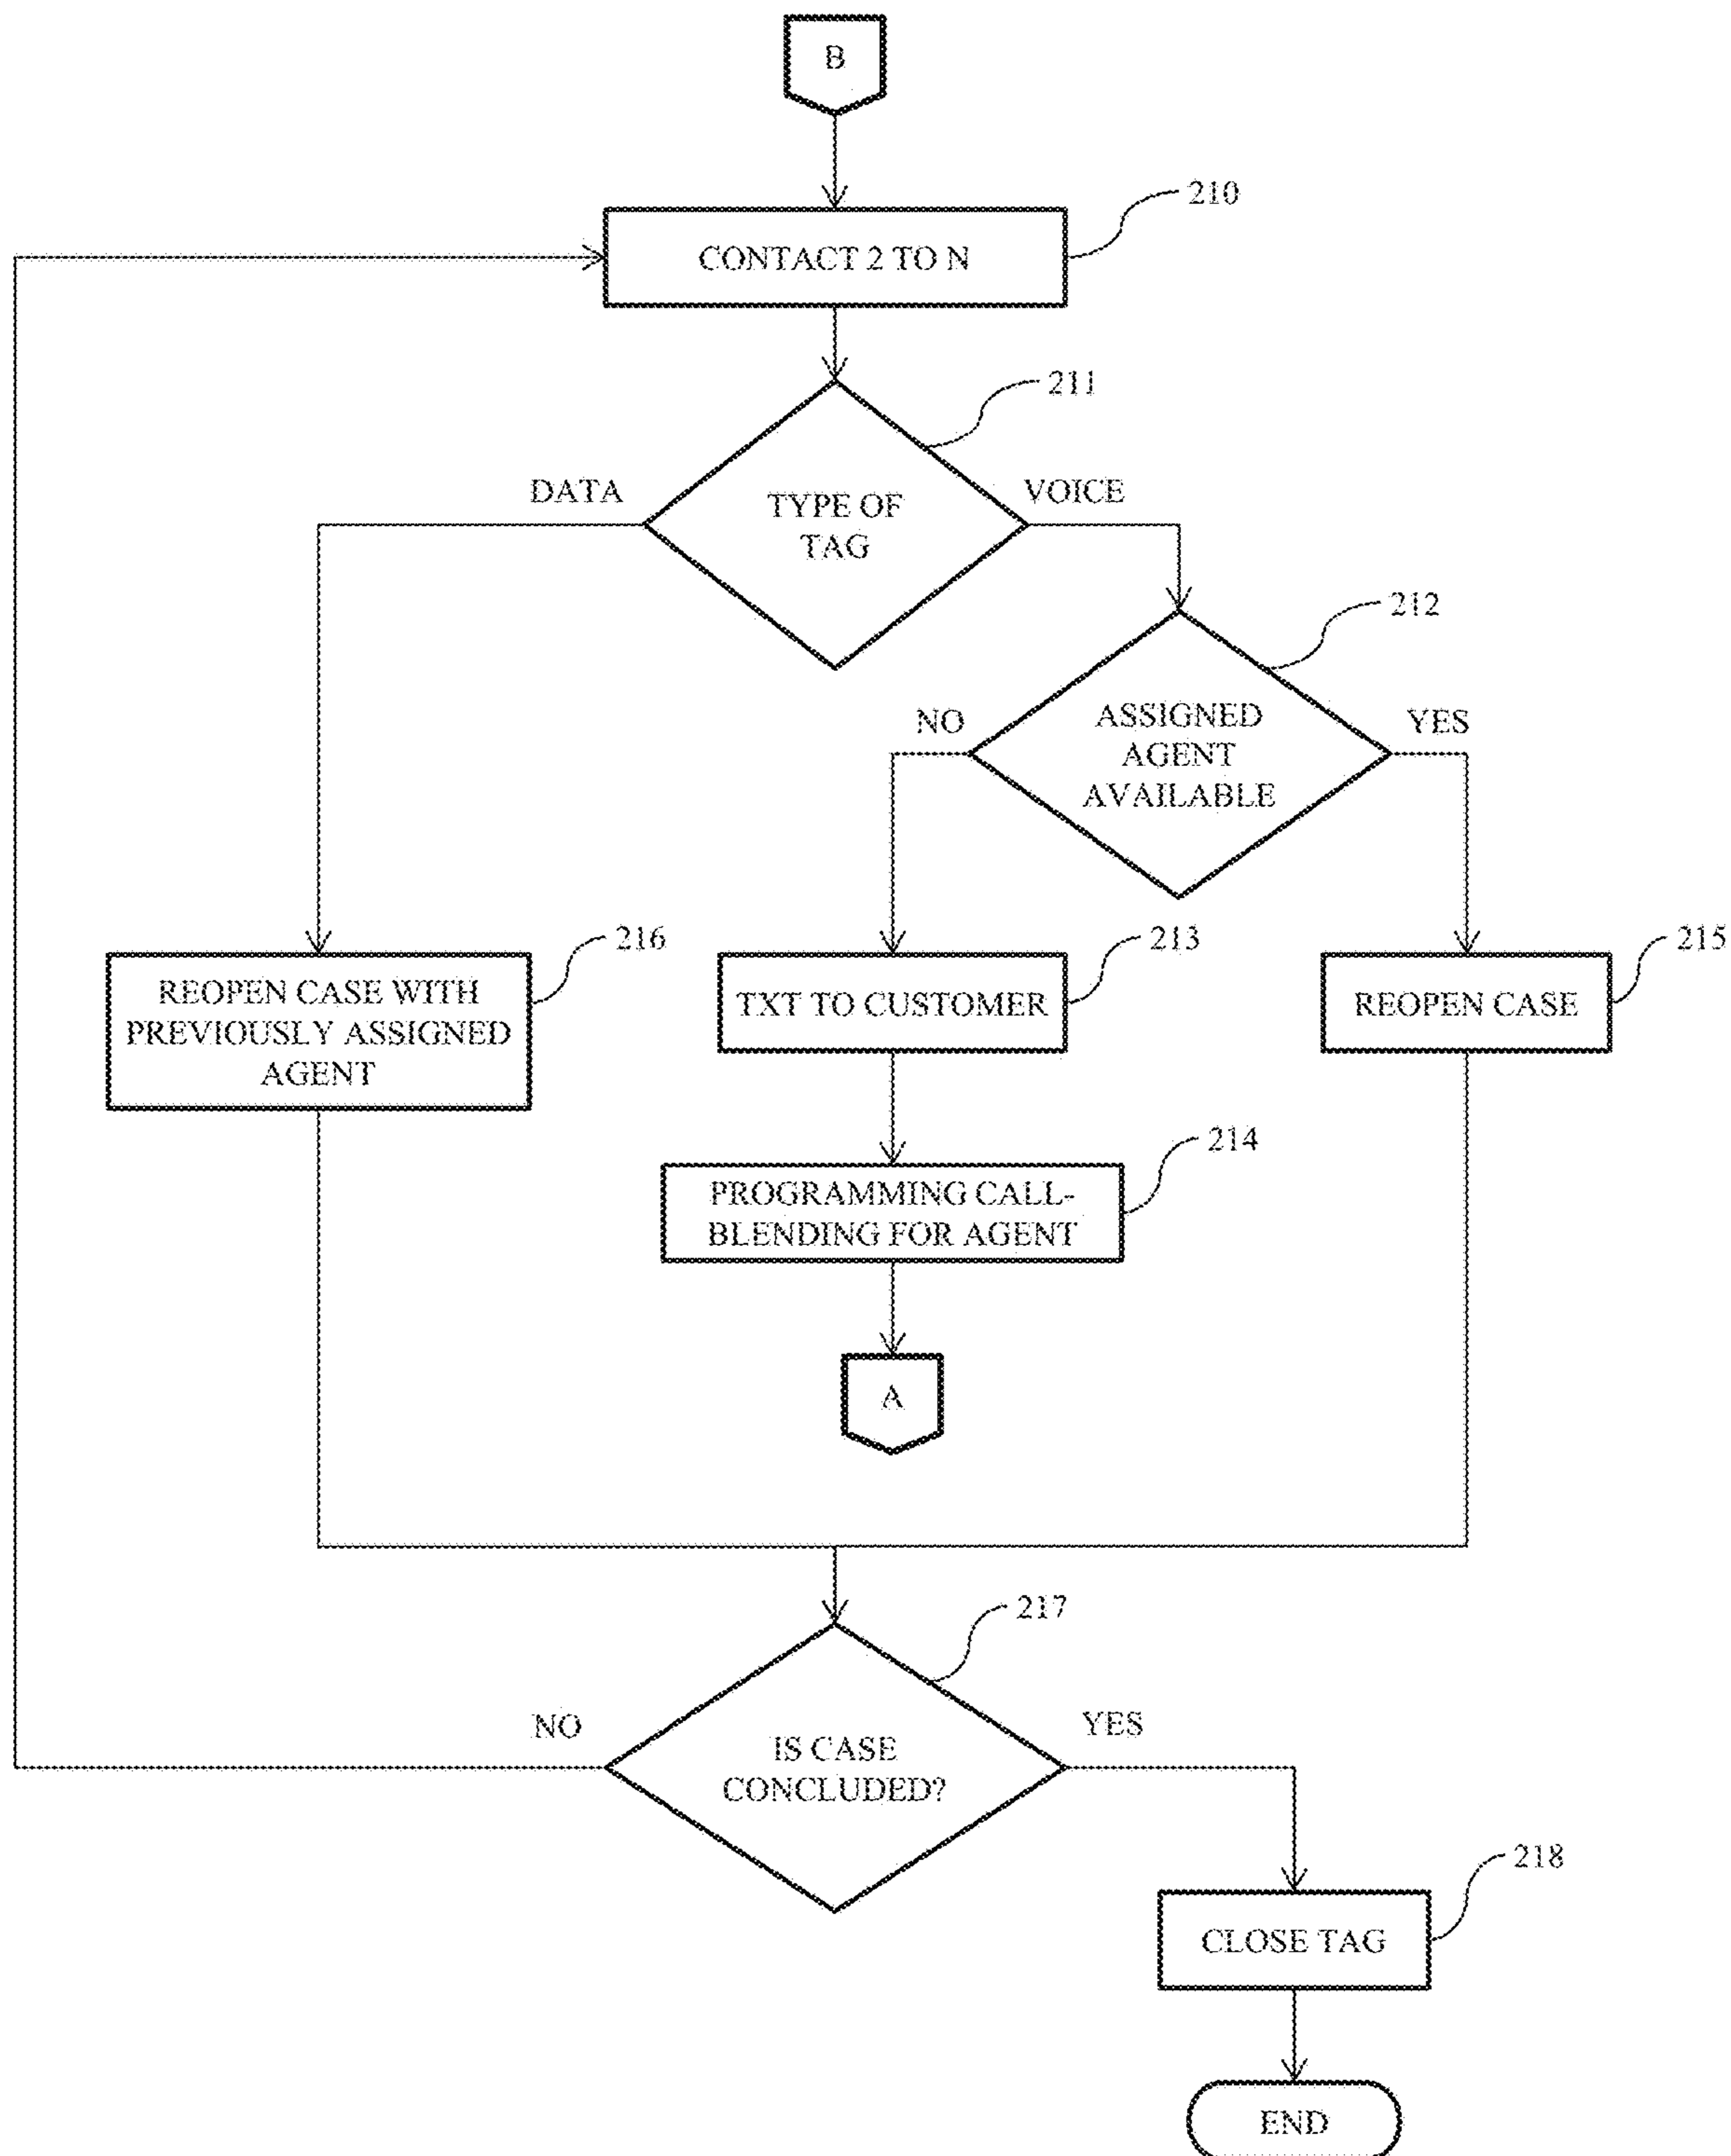 B
210
CONTACT 2 TO N
211
DATA
TYPE OF
TAG
VOICE
212
NO
ASSIGNED
AGENT
AVAILABLE
YES
216
REOPEN CASE WITH
PREVIOUSLY ASSIGNED
AGENT
213
TXT TO CUSTOMER
215
REOPEN CASE
214
PROGRAMMING CALL-
BLENDING FOR AGENT
A
217
NO
IS CASE
CONCLUDED?
YES
218
CLOSE TAG
END